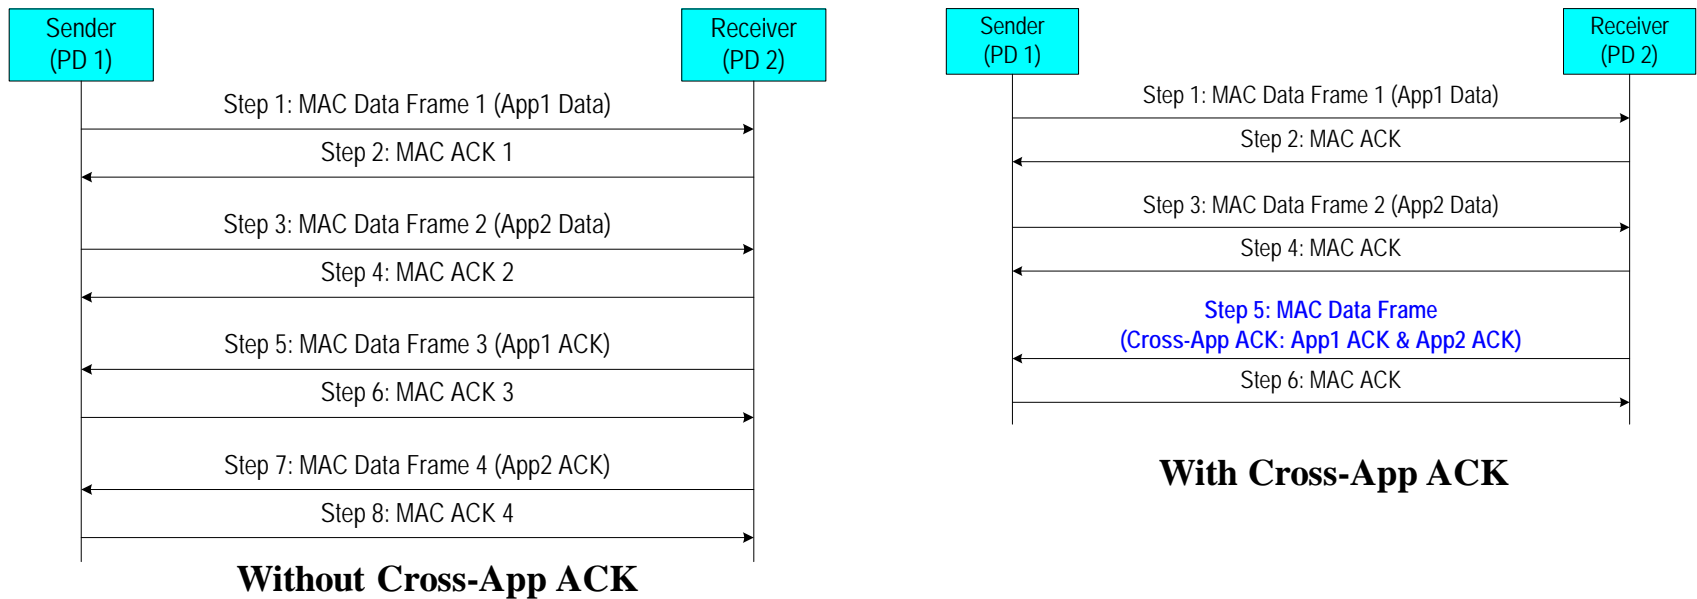 Sender
(PD 1)
Receiver
(PD 2)
Step 1: MAC Data Frame 1 (App1 Data)
Step 2: MAC ACK 1
Step 3: MAC Data Frame 2 (App2 Data)
Step 4: MAC ACK 2
Step 5: MAC Data Frame 3 (App1 ACK)
Step 6: MAC ACK 3
Step 7: MAC Data Frame 4 (App2 ACK)
Step 8: MAC ACK 4
Without Cross-App ACK
Sender
(PD 1)
Receiver
(PD 2)
Step 1: MAC Data Frame 1 (App1 Data)
Step 2: MAC ACK
Step 3: MAC Data Frame 2 (App2 Data)
Step 4: MAC ACK
Step 5: MAC Data Frame
(Cross-App ACK: App1 ACK & App2 ACK)
Step 6: MAC ACK
With Cross-App ACK